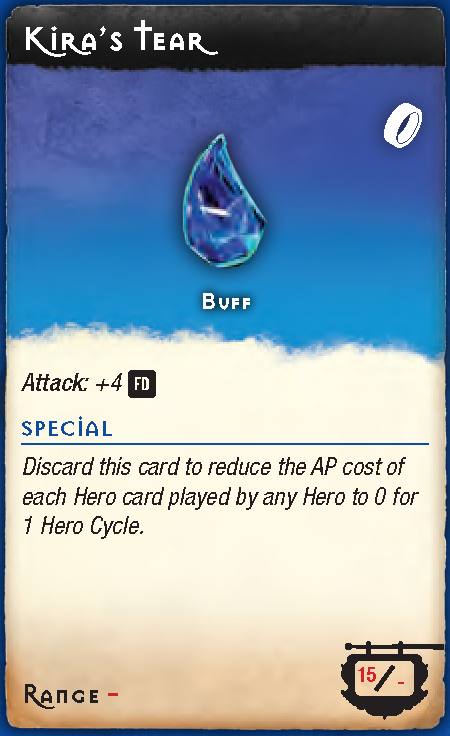 Kira's Tear
Buff
Attack: +4 FD
SPECIAL
Discard this card to reduce the AP cost of
each Hero card played by any Hero to 0 for
1 Hero Cycle.
Range -
15/-